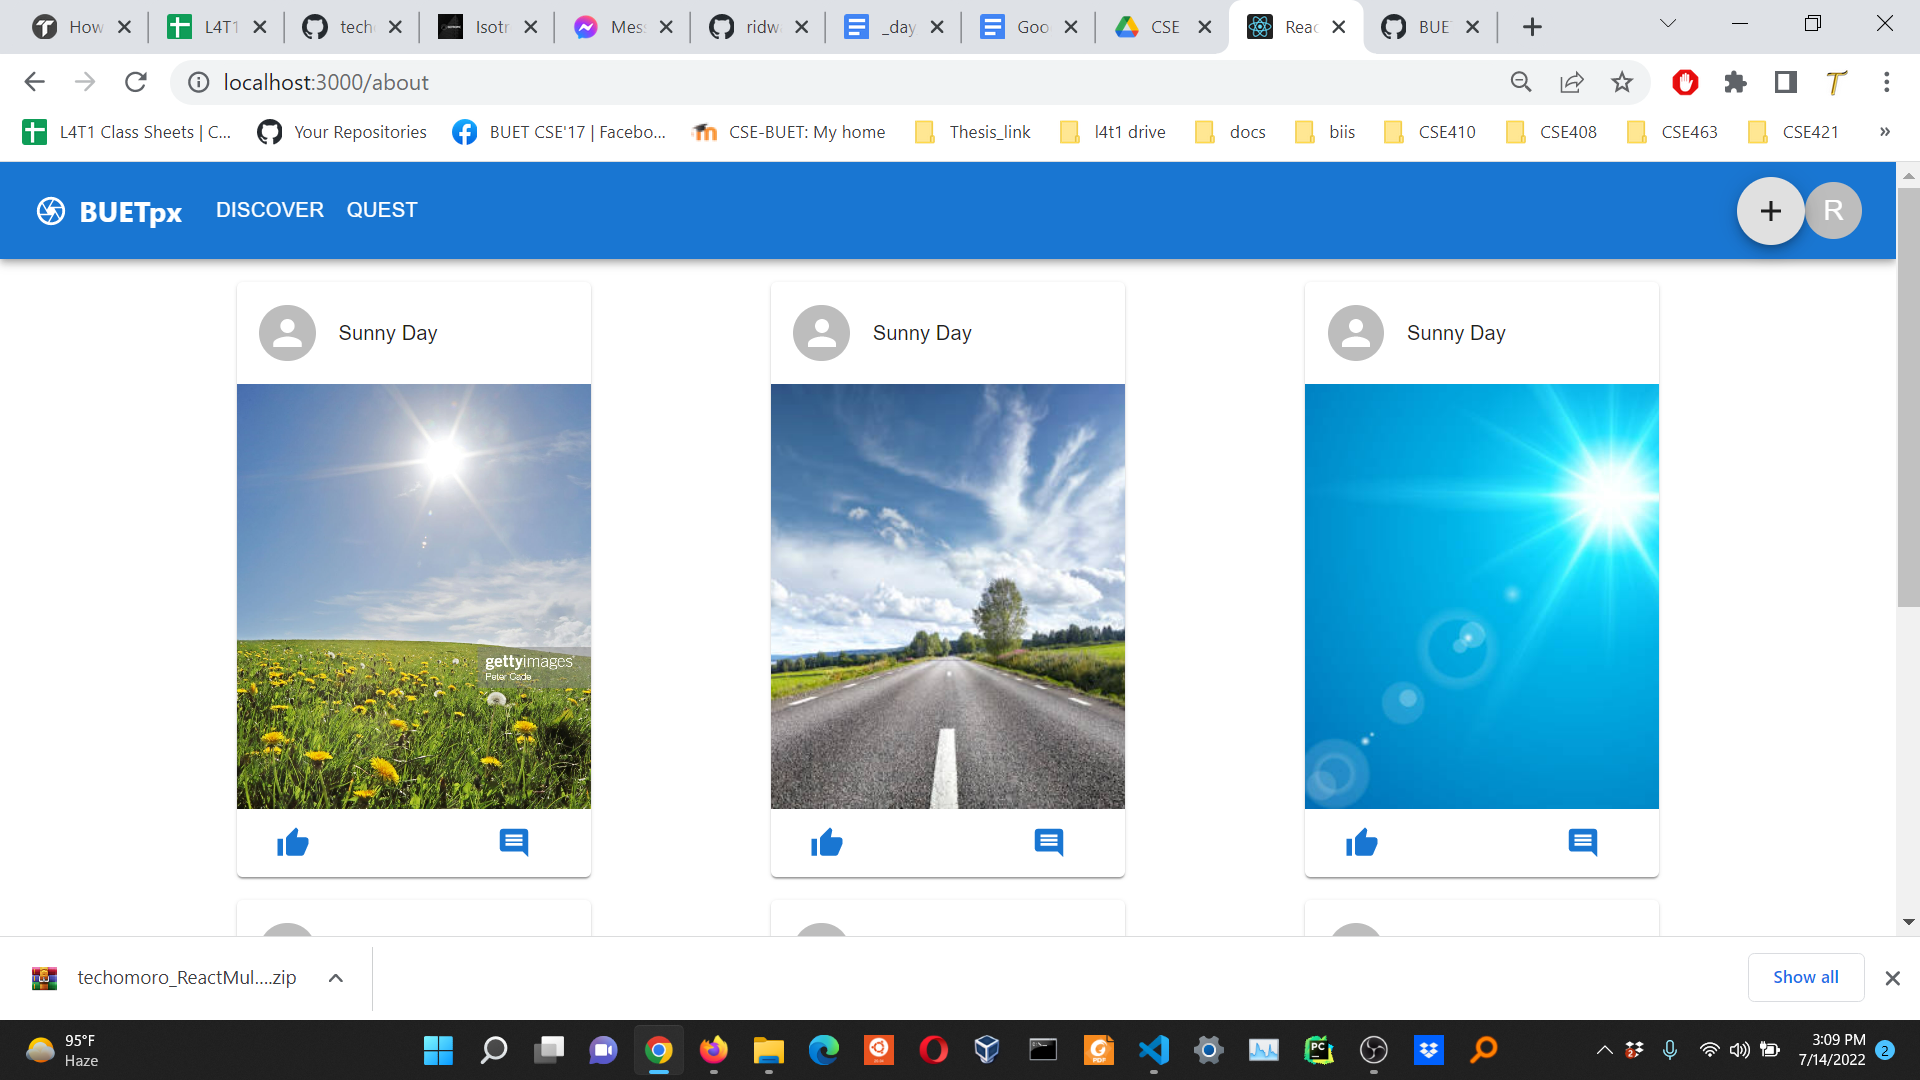 How
L4T1
tech
Isotr
Mes
ridw
_day
Goo
CSE
Reac
BUE
localhost:3000/about
L4T1 Class Sheets | C...
Your Repositories
BUET CSE'17 | Facebo...
CSE-BUET: My home
Thesis_link
l4t1 drive
docs
biis
CSE410
CSE408
CSE463
CSE421
»
BUETpx
DISCOVER
QUEST
R
Sunny Day
Sunny Day
Sunny Day
gettyimages
Peter Cade
techomoro_ReactMul....zip
Show all
95°F
Haze
3:09 PM
7/14/2022
2